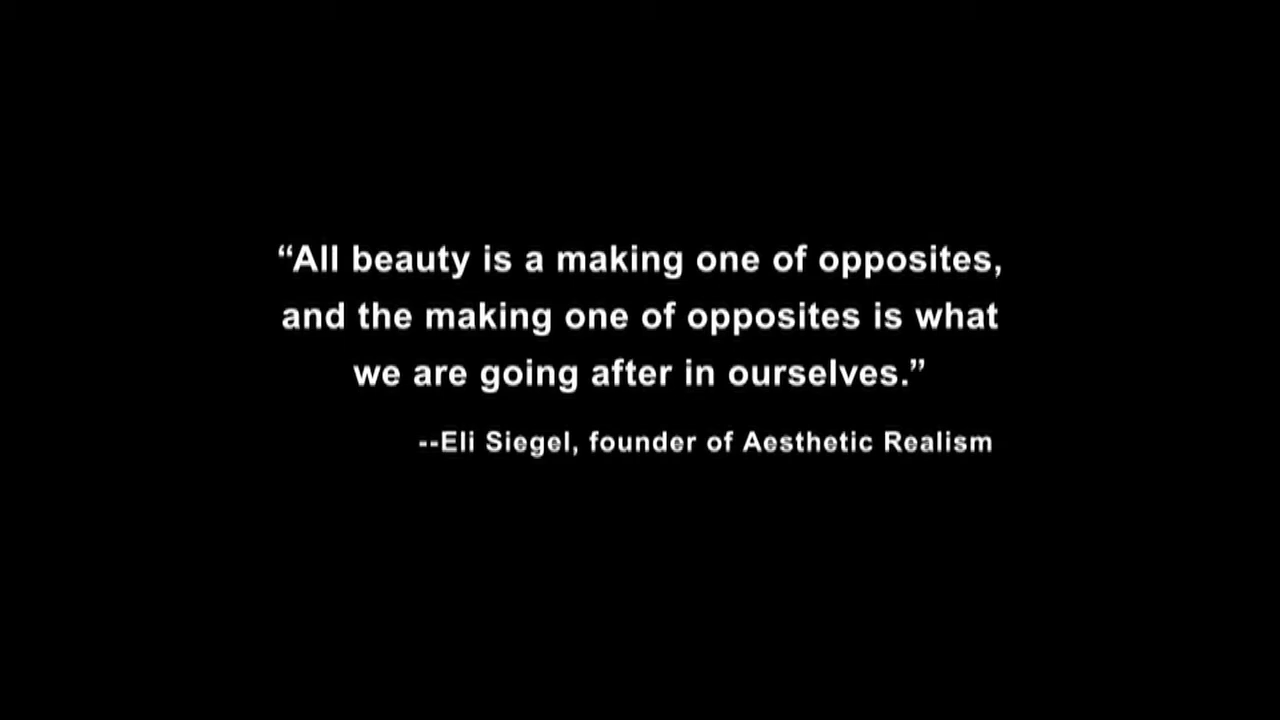 “All beauty is a making one of opposites,
and the making one of opposites is what
we are going after in ourselves.”
--Eli Siegel, founder of Aesthetic Realism